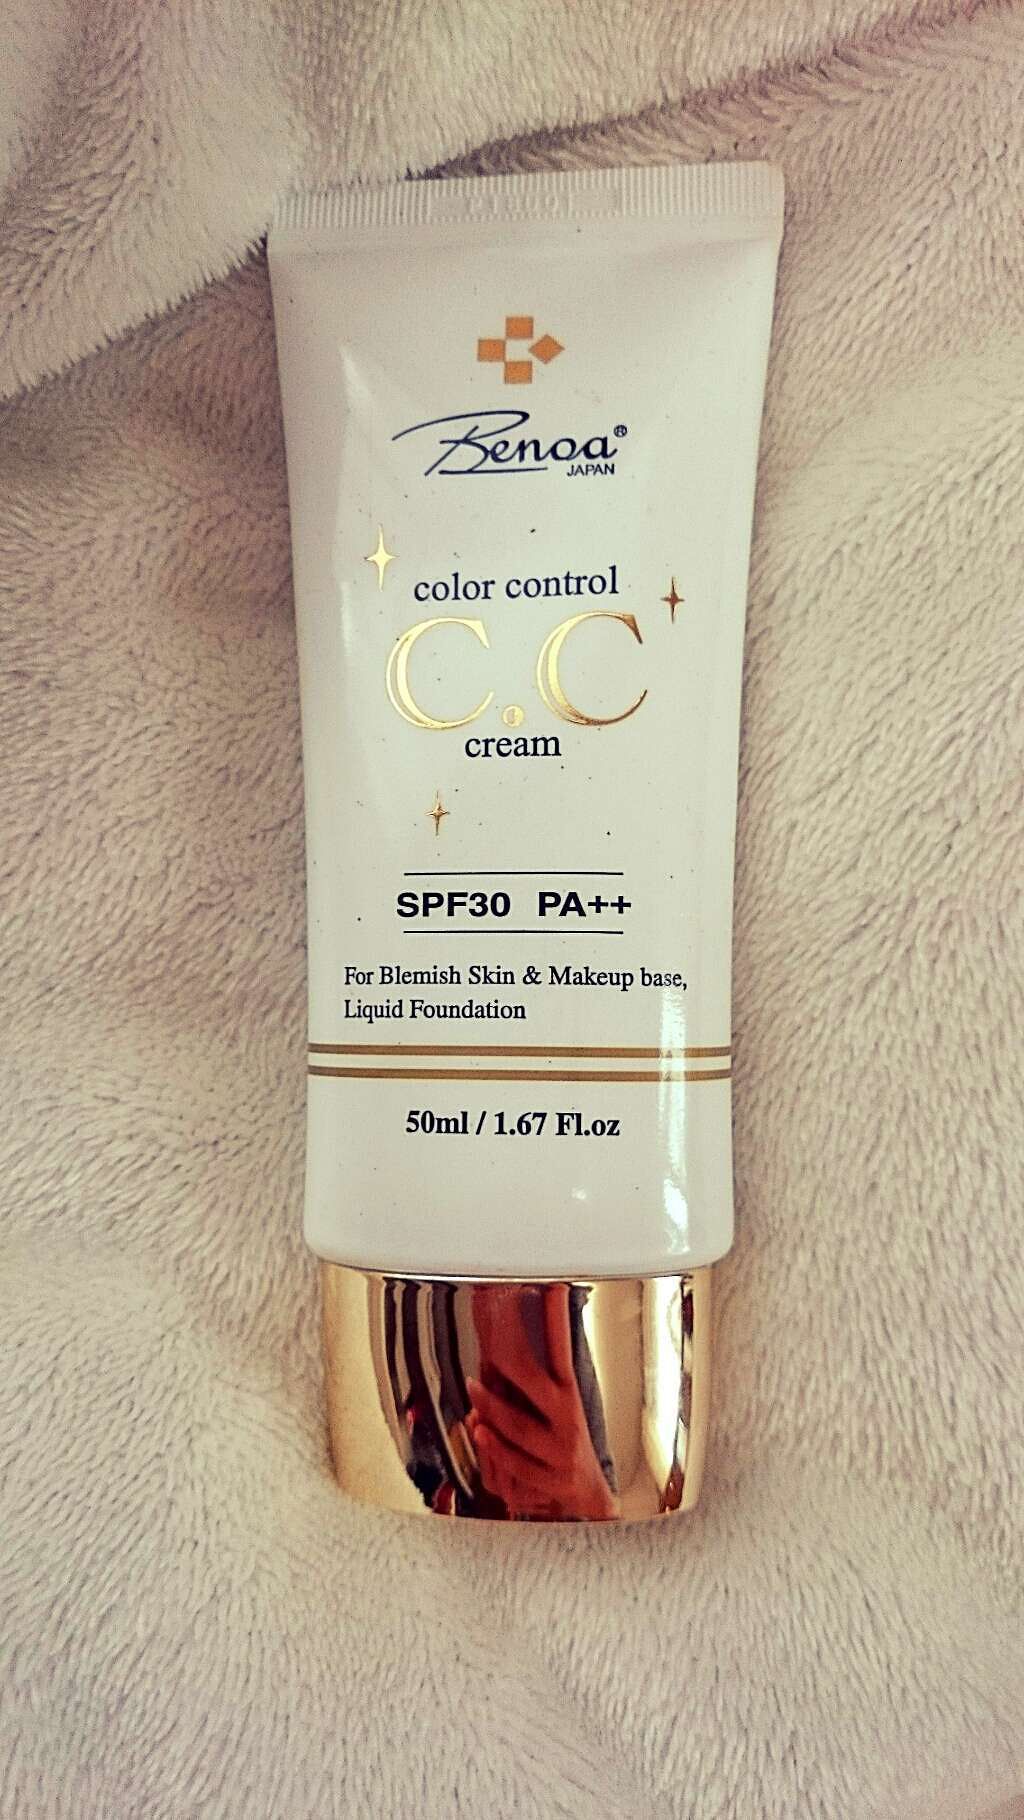 Benoa®
JAPAN
color control
C.C
cream
SPF30 PA++
For Blemish Skin & Makeup base,
Liquid Foundation
50ml / 1.67 Fl.oz